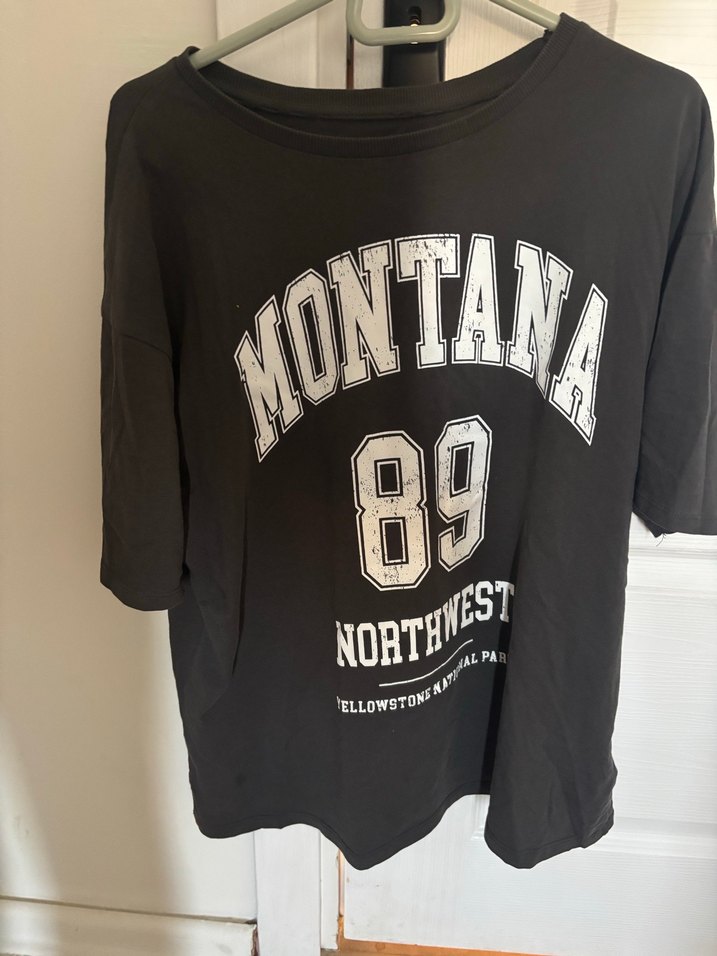 MONTANA
89
NORTHWEST
YELLOWSTONE NATIONAL PARK